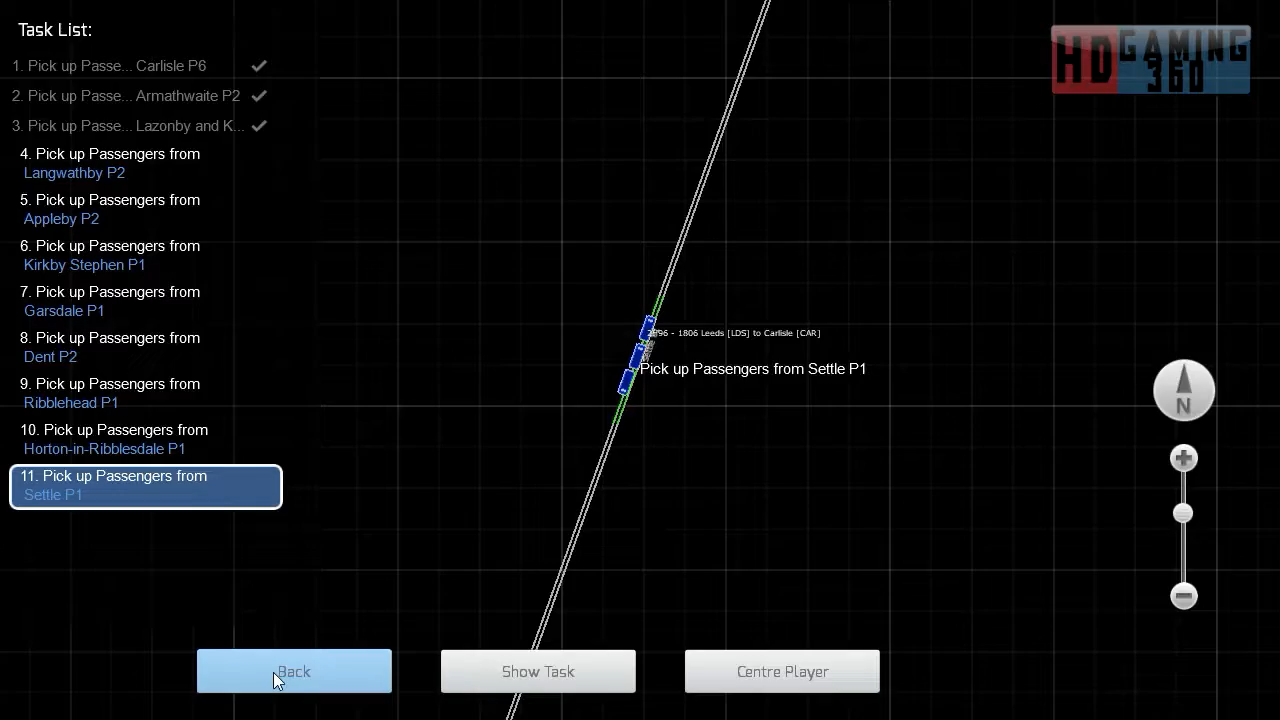 Task List:
1. Pick up Passe... Carlisle P6
2. Pick up Passe... Armathwaite P2
3. Pick up Passe... Lazonby and K...
4. Pick up Passengers from
Langwathby P2
5. Pick up Passengers from
Appleby P2
6. Pick up Passengers from
Kirkby Stephen P1
7. Pick up Passengers from
Garsdale P1
8. Pick up Passengers from
Dent P2
9. Pick up Passengers from
Ribblehead P1
10. Pick up Passengers from
Horton-in-Ribblesdale P1
11. Pick up Passengers from
Settle P1
HD GAMING
360
1806 Leeds [LDS] to Carlisle [CAR]
Settle
Pick up Passengers from Settle P1
N
Back
Show Task
Centre Player